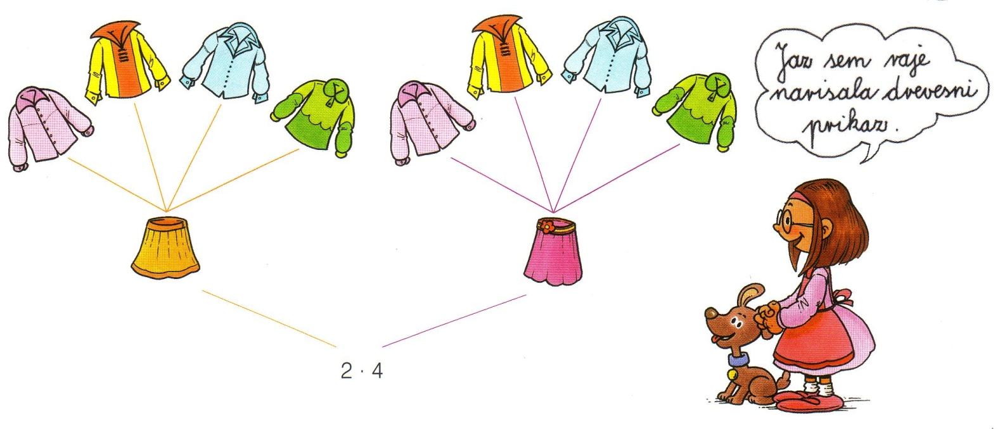 Jaz sem raje
narisala drevesni
prikaz.
2 · 4